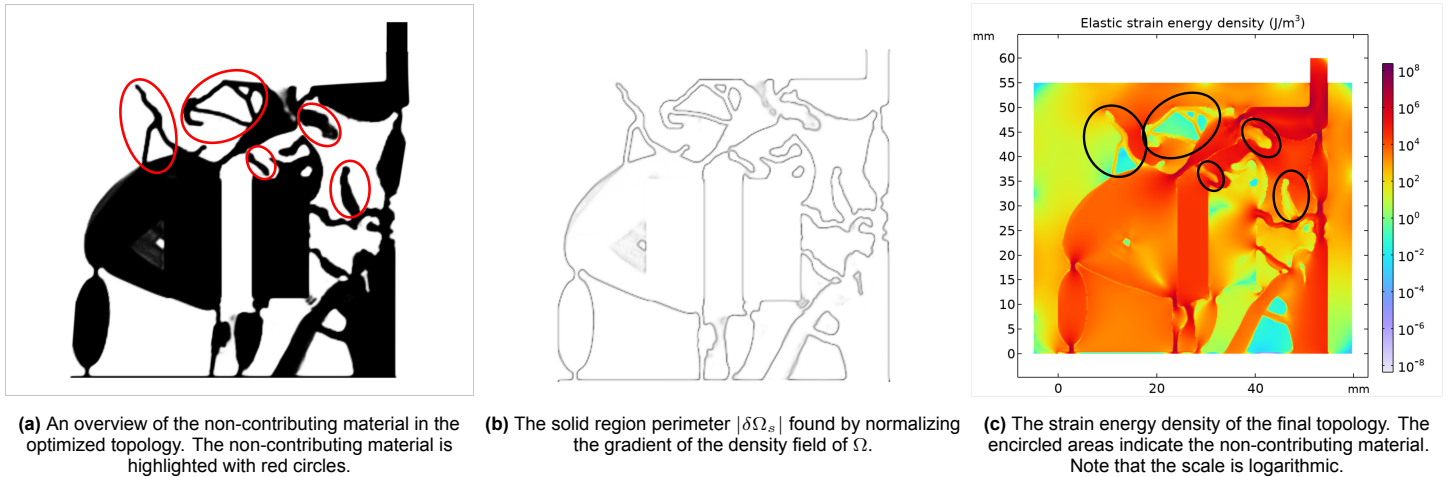 Elastic strain energy density (J/m³)
mm
60
55
50
45
40
35
30
25
20
15
10
5
0
0 20 40 mm
10⁸
10⁶
10⁴
10²
10⁰
10⁻²
10⁻⁴
10⁻⁶
10⁻⁸
(a) An overview of the non-contributing material in the
optimized topology. The non-contributing material is
highlighted with red circles.
(b) The solid region perimeter |δΩₛ| found by normalizing
the gradient of the density field of Ω.
(c) The strain energy density of the final topology. The
encircled areas indicate the non-contributing material.
Note that the scale is logarithmic.